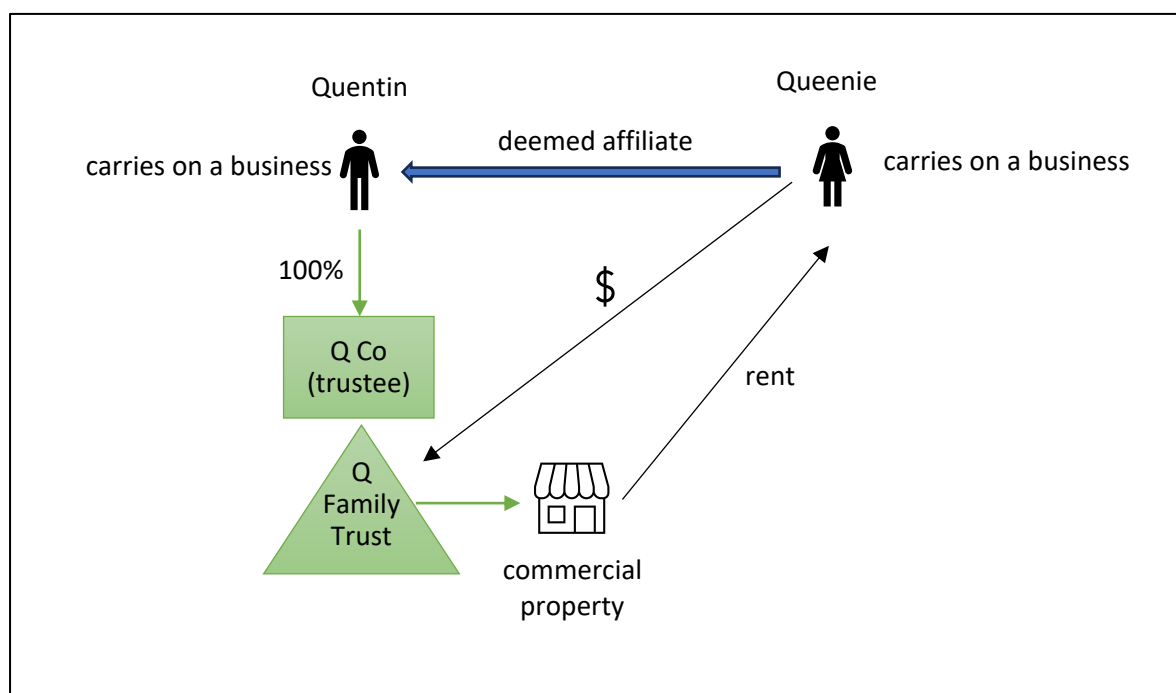 Quentin
Queenie
carries on a business
deemed affiliate
carries on a business
100%
$
Q Co
(trustee)
rent
Q
Family
Trust
commercial
property